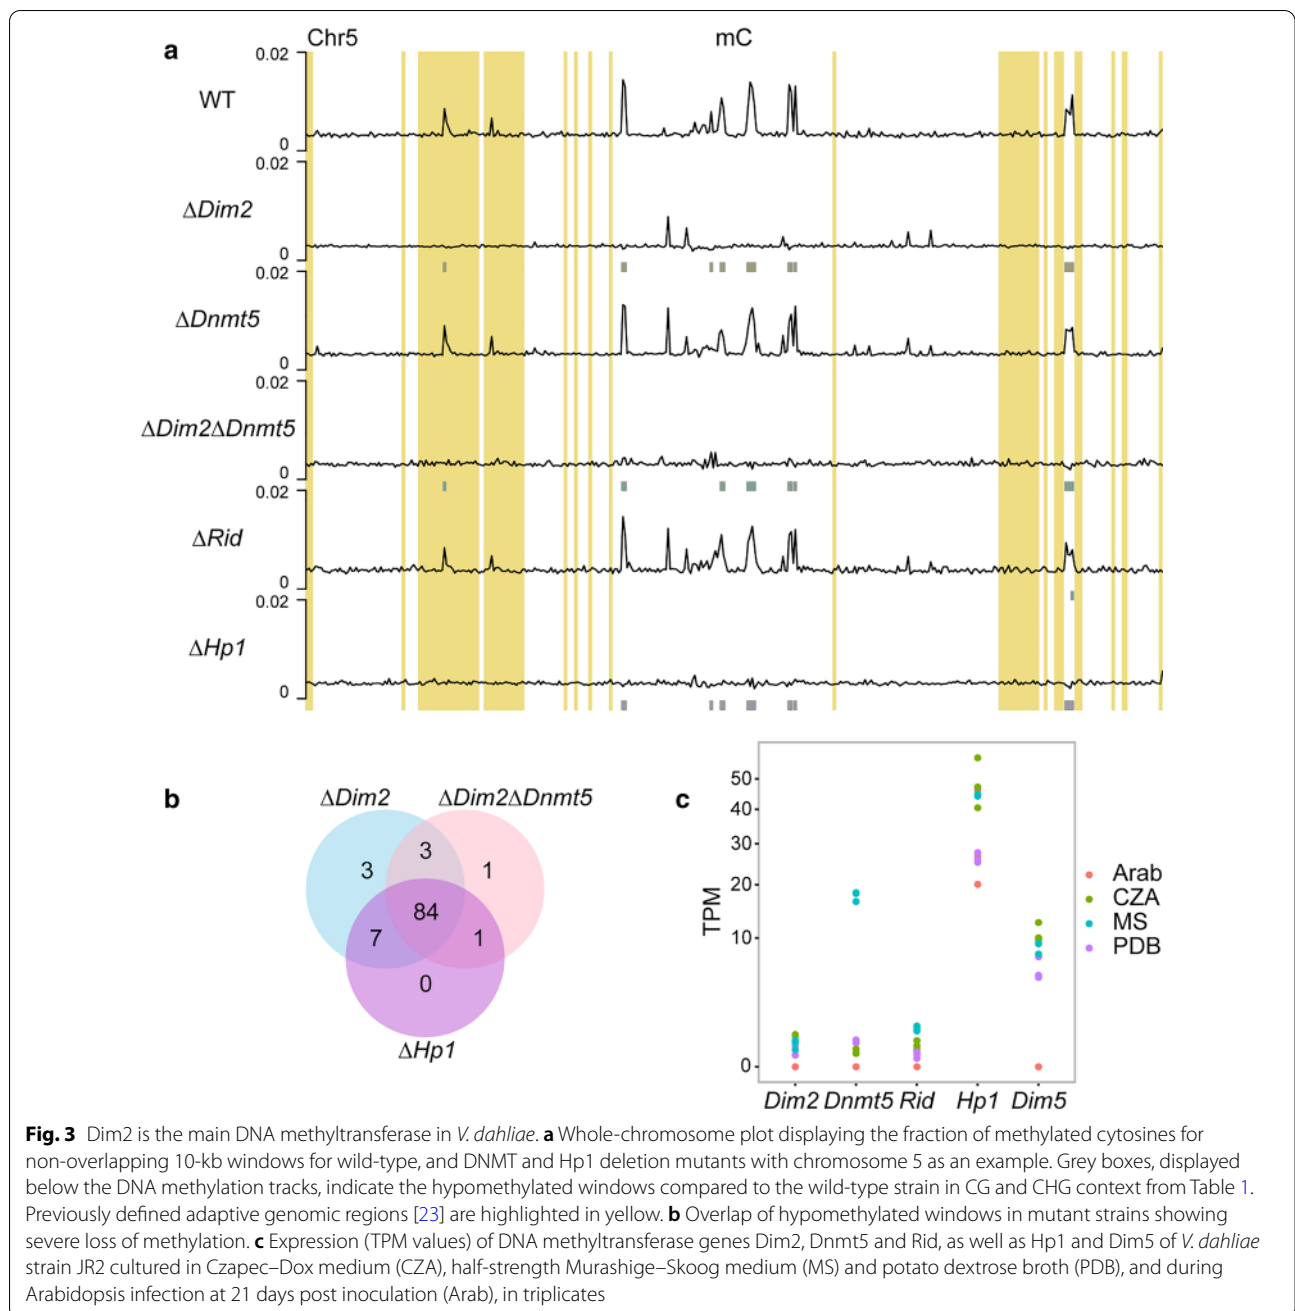 a
Chr5
mC
0.02
WT
0
0.02
ΔDim2
0
0.02
ΔDnmt5
0
0.02
ΔDim2ΔDnmt5
0
0.02
ΔRid
0
0.02
ΔHp1
0
b
ΔDim2
ΔDim2ΔDnmt5
3
3
1
84
7
1
0
ΔHp1
c
TPM
50
40
30
20
10
0
Dim2 Dnmt5 Rid Hp1 Dim5
Arab
CZA
MS
PDB
Fig. 3 Dim2 is the main DNA methyltransferase in V. dahliae. a Whole-chromosome plot displaying the fraction of methylated cytosines for
non-overlapping 10-kb windows for wild-type, and DNMT and Hp1 deletion mutants with chromosome 5 as an example. Grey boxes, displayed
below the DNA methylation tracks, indicate the hypomethylated windows compared to the wild-type strain in CG and CHG context from Table 1.
Previously defined adaptive genomic regions [23] are highlighted in yellow. b Overlap of hypomethylated windows in mutant strains showing
severe loss of methylation. c Expression (TPM values) of DNA methyltransferase genes Dim2, Dnmt5 and Rid, as well as Hp1 and Dim5 of V. dahliae
strain JR2 cultured in Czapec–Dox medium (CZA), half-strength Murashige–Skoog medium (MS) and potato dextrose broth (PDB), and during
Arabidopsis infection at 21 days post inoculation (Arab), in triplicates